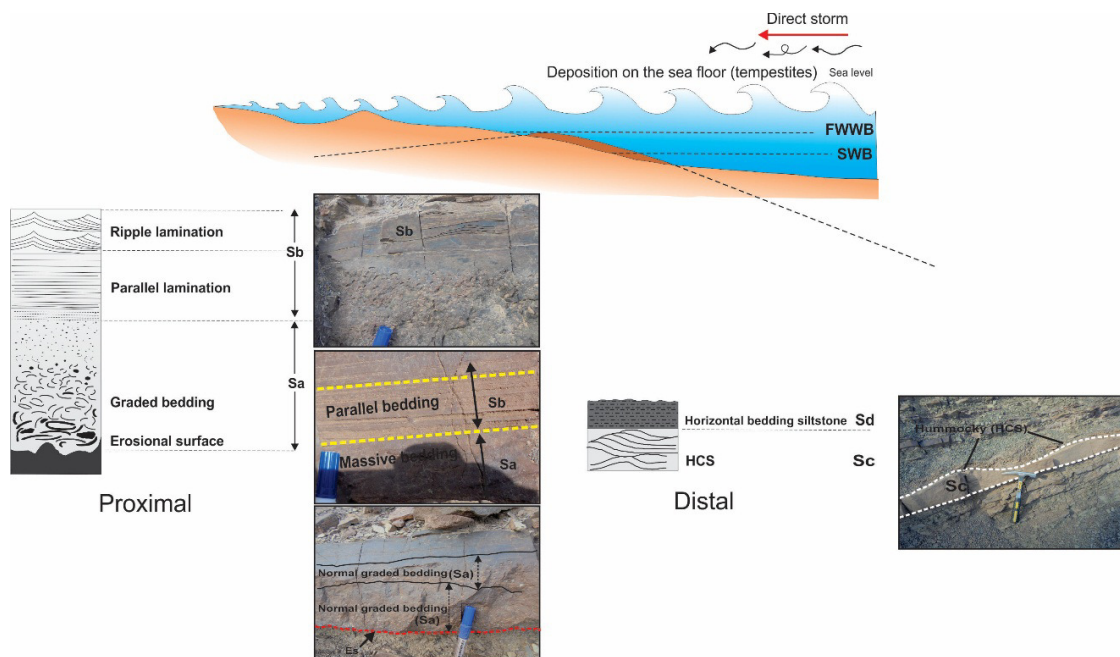 Direct storm
Deposition on the sea floor (tempestites) Sea level
FWWB
SWB
Ripple lamination
Sb
Parallel lamination
Sa
Graded bedding
Erosional surface
Proximal
Sb
Parallel bedding
Sb
Massive bedding
Sa
Normal graded bedding (Sa)
Normal graded bedding
(Sa)
Es
Horizontal bedding siltstone Sd
HCS Sc
Distal
Hummocky (HCS)
Sc